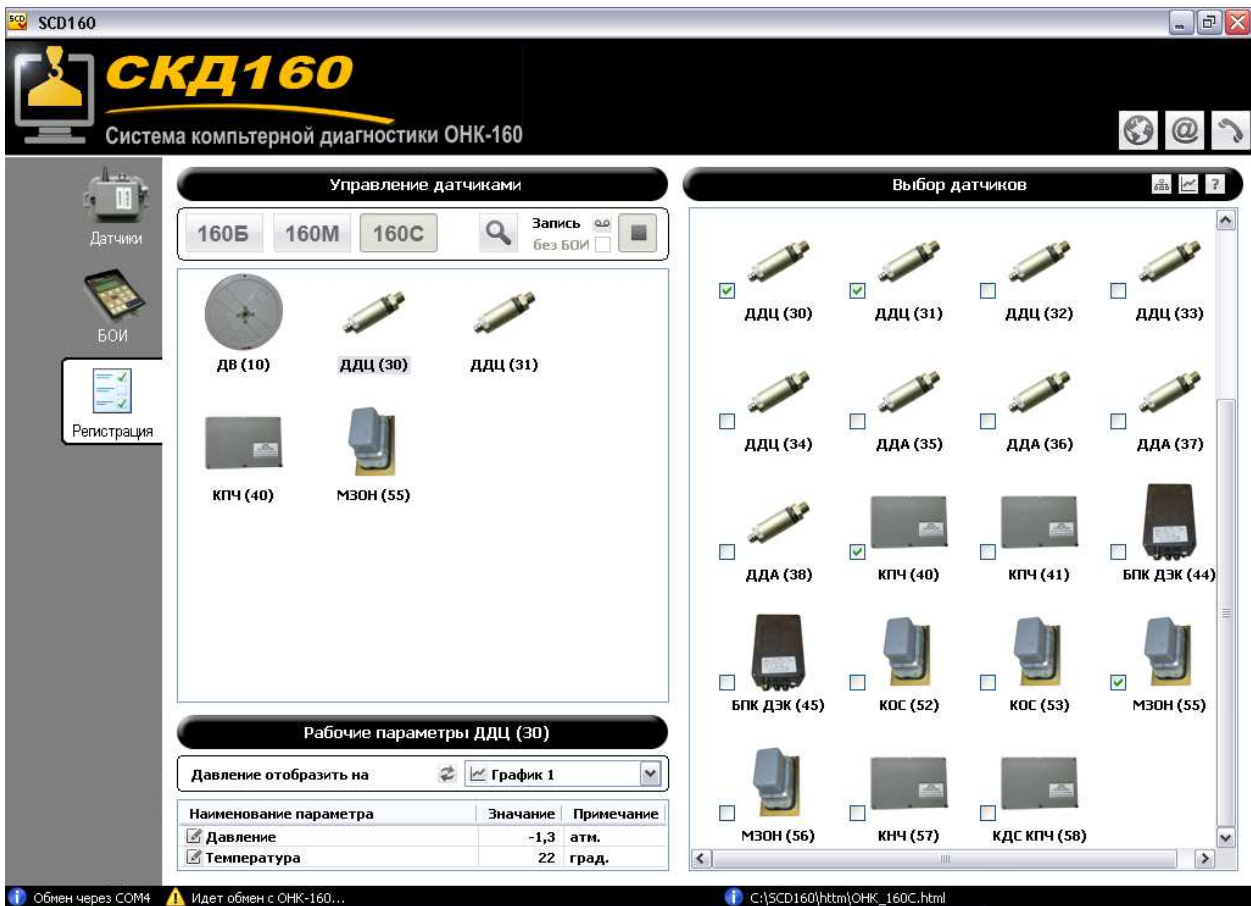 SCD160
СКД160
Система компьтерной диагностики ОНК-160
Датчики
БОИ
Регистрация
Управление датчиками
160Б 160М 160С Запись
без БОИ
ДВ (10) ДДЦ (30) ДДЦ (31)
КПЧ (40) МЗОН (55)
Рабочие параметры ДДЦ (30)
Давление отобразить на График 1
Наименование параметра Значание Примечание
Давление -1,3 атм.
Температура 22 град.
Выбор датчиков
ДДЦ (30) ДДЦ (31) ДДЦ (32) ДДЦ (33)
ДДЦ (34) ДДА (35) ДДА (36) ДДА (37)
ДДА (38) КПЧ (40) КПЧ (41) БПК ДЭК (44)
БПК ДЭК (45) КОС (52) КОС (53) МЗОН (55)
МЗОН (56) КНЧ (57) КДС КПЧ (58)
Обмен через COM4 Идет обмен с ОНК-160... C:\SCD160\httm\ОНК_160С.html